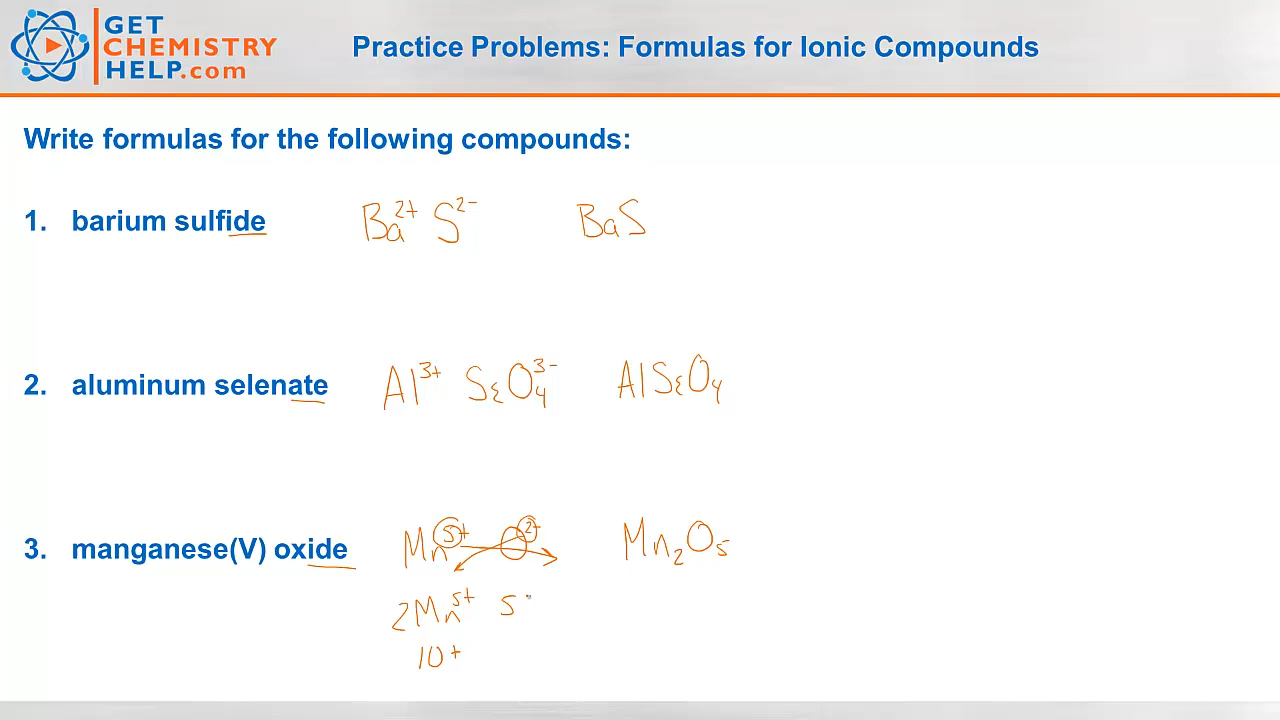 GET
CHEMISTRY
HELP.com
Practice Problems: Formulas for Ionic Compounds
Write formulas for the following compounds:
1. barium sulfide Ba²⁺ S²⁻ BaS
2. aluminum selenate Al³⁺ SeO₄³⁻ AlSeO₄
3. manganese(V) oxide Mn⁵⁺ O²⁺ Mn₂O₅
2Mn⁵⁺ 5
10+